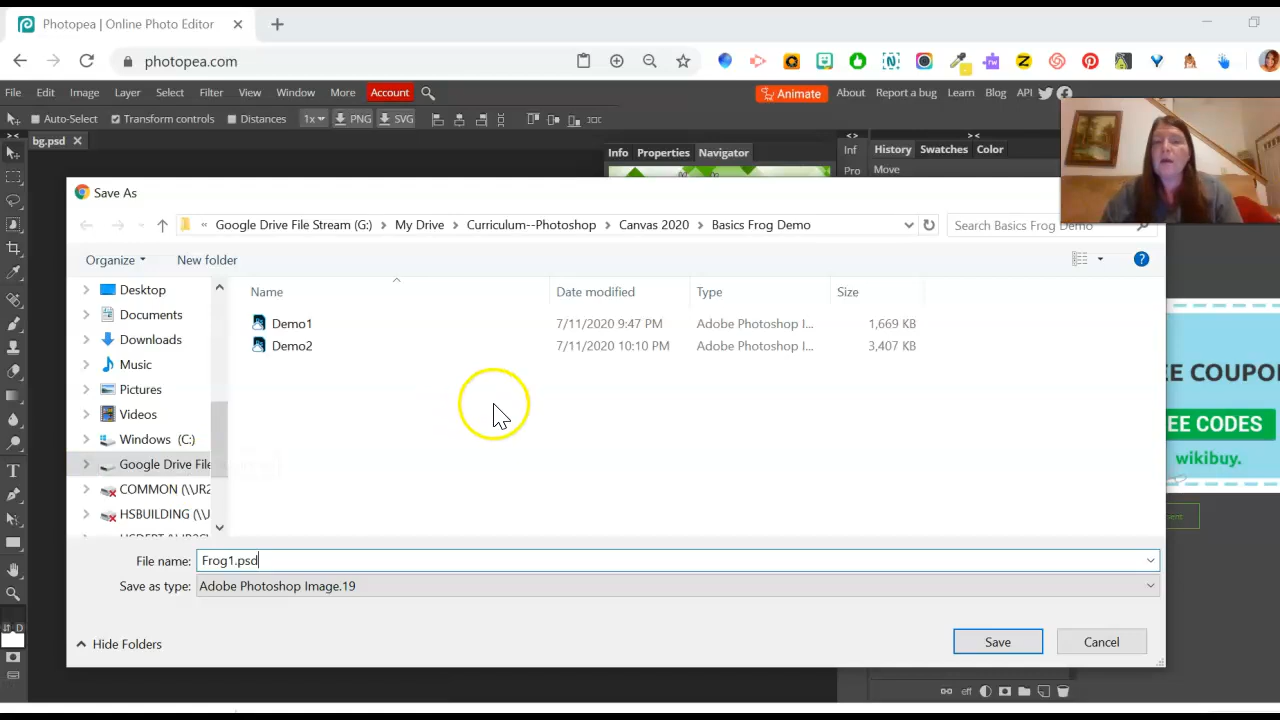 Photopea | Online Photo Editor
photopea.com
File Edit Image Layer Select Filter View Window More Account
Animate About Report a bug Learn Blog API
Auto-Select Transform controls Distances 1x PNG SVG
bg.psd
Info Properties Navigator
Inf
Pro
History Swatches Color
Move
Save As
« Google Drive File Stream (G:) > My Drive > Curriculum--Photoshop > Canvas 2020 > Basics Frog Demo
Search Basics Frog Demo
Organize New folder
Name Date modified Type Size
Demo1 7/11/2020 9:47 PM Adobe Photoshop I... 1,669 KB
Demo2 7/11/2020 10:10 PM Adobe Photoshop I... 3,407 KB
Desktop
Documents
Downloads
Music
Pictures
Videos
Windows (C:)
Google Drive File
COMMON (\\JR2
HSBUILDING (\\J
EE COUPO
EE CODES
wikibuy.
File name: Frog1.psd
Save as type: Adobe Photoshop Image.19
Hide Folders
Save Cancel
eff